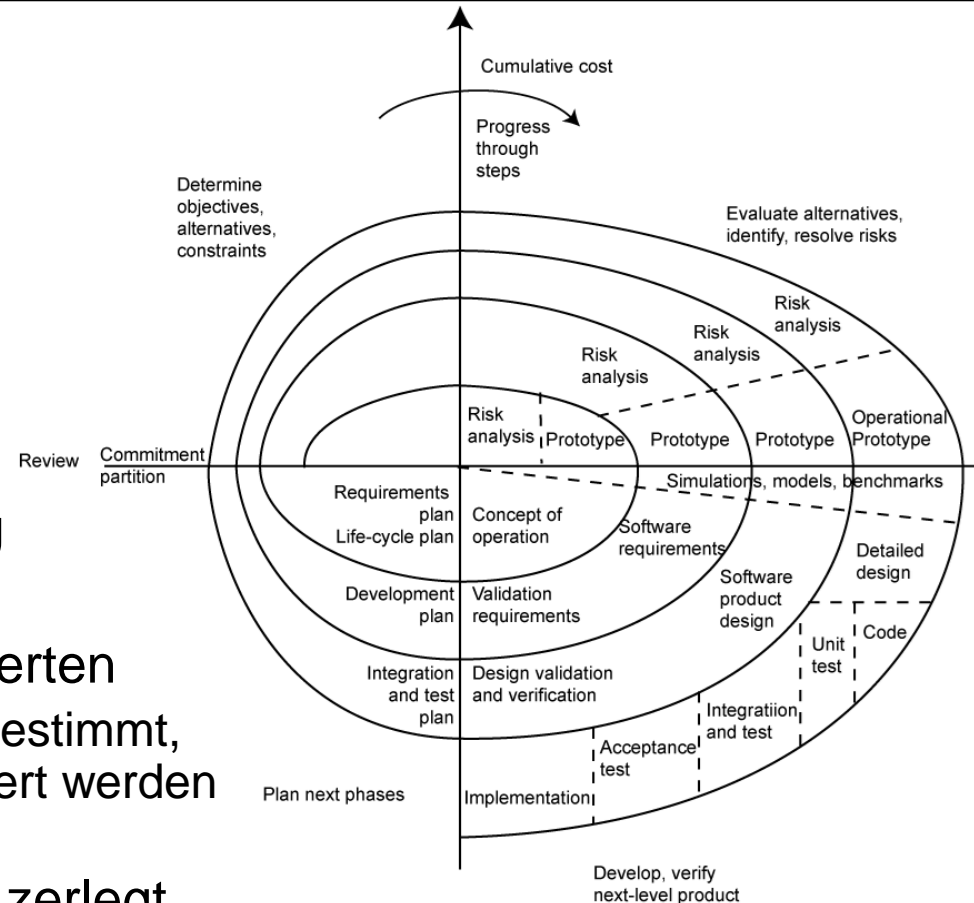 Cumulative cost
Progress
through
steps
Determine
objectives,
alternatives,
constraints
Evaluate alternatives,
identify, resolve risks
Risk
analysis
Risk
analysis
Risk
analysis
Risk
analysis
Prototype
Prototype
Prototype
Operational
Prototype
Review
Commitment
partition
Simulations, models, benchmarks
Requirements
plan
Life-cycle plan
Concept of
operation
Software
requirements
Development
plan
Validation
requirements
Software
product
design
Detailed
design
Code
Unit
test
Integration
and test
plan
Design validation
and verification
Integratiion
and test
Acceptance
test
Implementation
Plan next phases
Develop, verify
next-level product
g
erten
estimmt,
ert werden
zerlegt